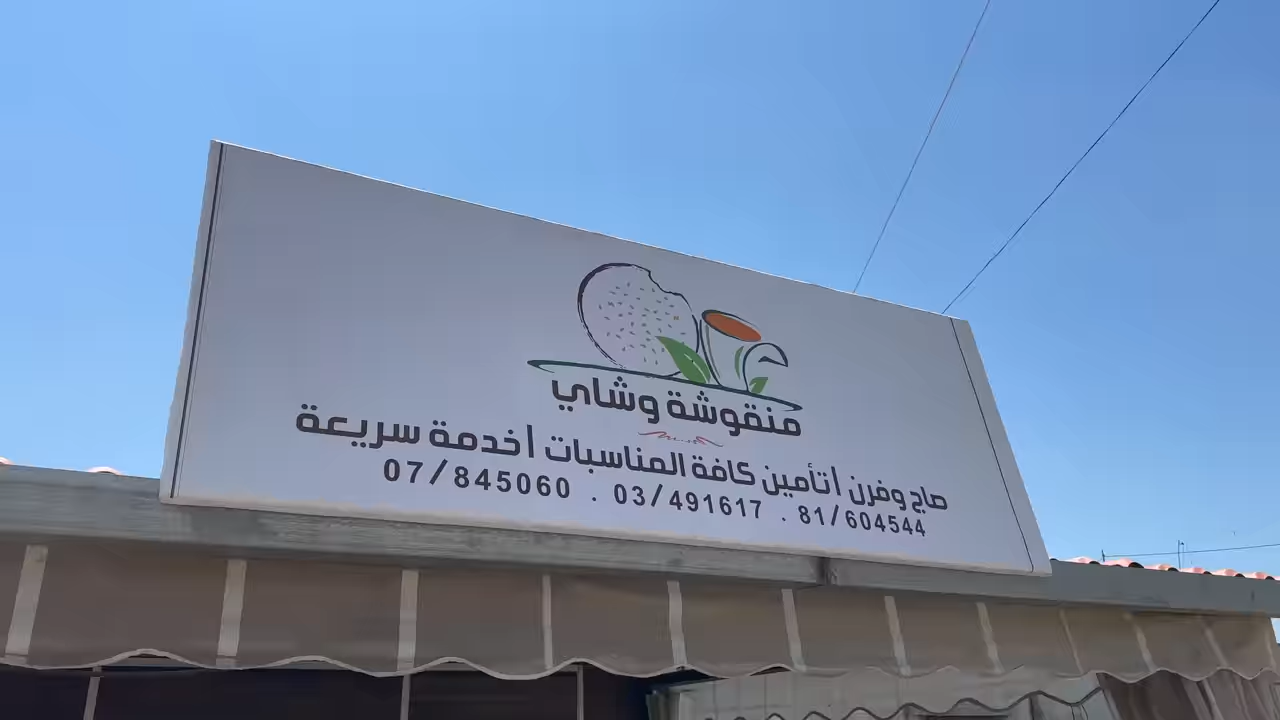 منقوشة وشاي
صاج وفرن | تأمين كافة المناسبات | خدمة سريعة
07/845060 . 03/491617 . 81/604544